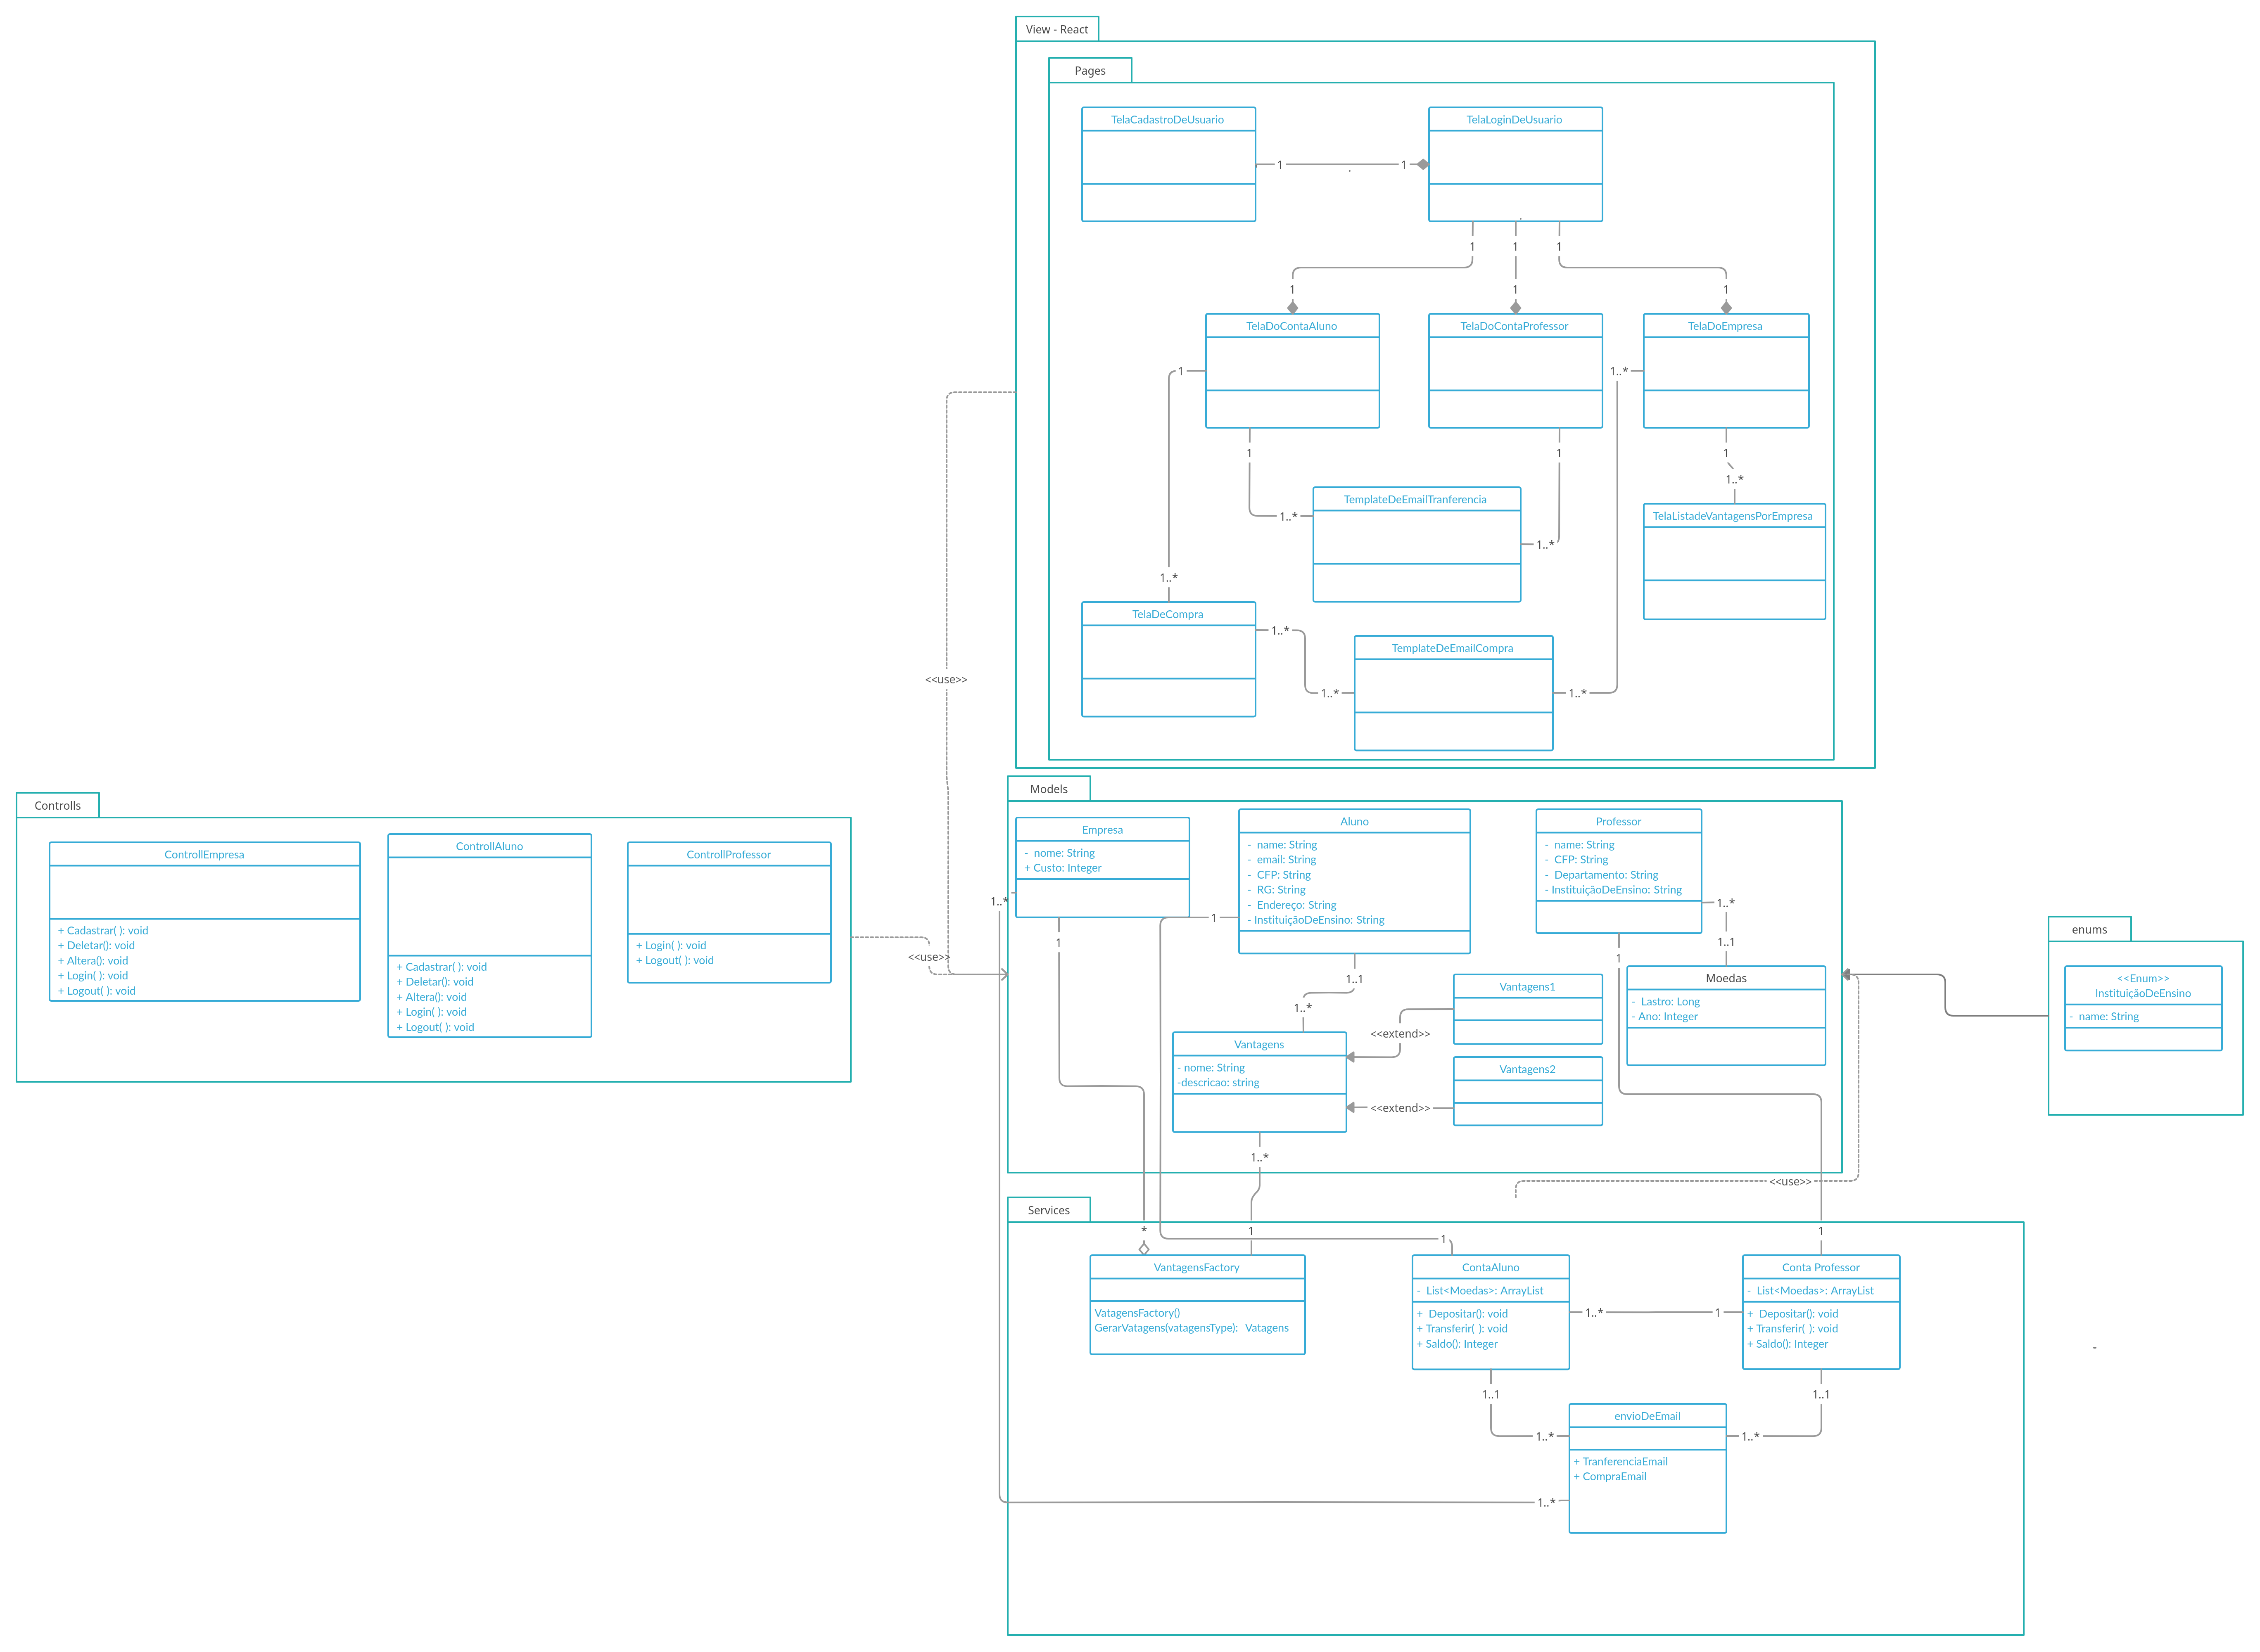 View - React
Pages
TelaCadastroDeUsuario
TelaLoginDeUsuario
1
1
.
.
1
1
1
1
1
1
TelaDoContaAluno
TelaDoContaProfessor
TelaDoEmpresa
1
1..*
1
1
1
1..*
TemplateDeEmailTranferencia
TelaListadeVantagensPorEmpresa
1..*
1..*
1..*
TelaDeCompra
1..*
TemplateDeEmailCompra
1..*
1..*
<<use>>
Controlls
ControllEmpresa
+ Cadastrar( ): void
+ Deletar(): void
+ Altera(): void
+ Login( ): void
+ Logout( ): void
ControllAluno
+ Cadastrar( ): void
+ Deletar(): void
+ Altera(): void
+ Login( ): void
+ Logout( ): void
ControllProfessor
+ Login( ): void
+ Logout( ): void
<<use>>
Models
Empresa
- nome: String
+ Custo: Integer
1..*
1
Aluno
- name: String
- email: String
- CFP: String
- RG: String
- Endereço: String
- InstituiçãoDeEnsino: String
1
1..1
1..*
Professor
- name: String
- CFP: String
- Departamento: String
- InstituiçãoDeEnsino: String
1..*
1..1
1
Moedas
- Lastro: Long
- Ano: Integer
Vantagens1
<<extend>>
Vantagens
- nome: String
-descricao: string
Vantagens2
<<extend>>
1..*
enums
<<Enum>>
InstituiçãoDeEnsino
- name: String
<<use>>
Services
*
1
1
1
VantagensFactory
VatagensFactory()
GerarVatagens(vatagensType): Vatagens
ContaAluno
- List<Moedas>: ArrayList
+ Depositar(): void
+ Transferir( ): void
+ Saldo(): Integer
1..*
1
Conta Professor
- List<Moedas>: ArrayList
+ Depositar(): void
+ Transferir( ): void
+ Saldo(): Integer
-
1..1
1..1
envioDeEmail
+ TranferenciaEmail
+ CompraEmail
1..*
1..*
1..*